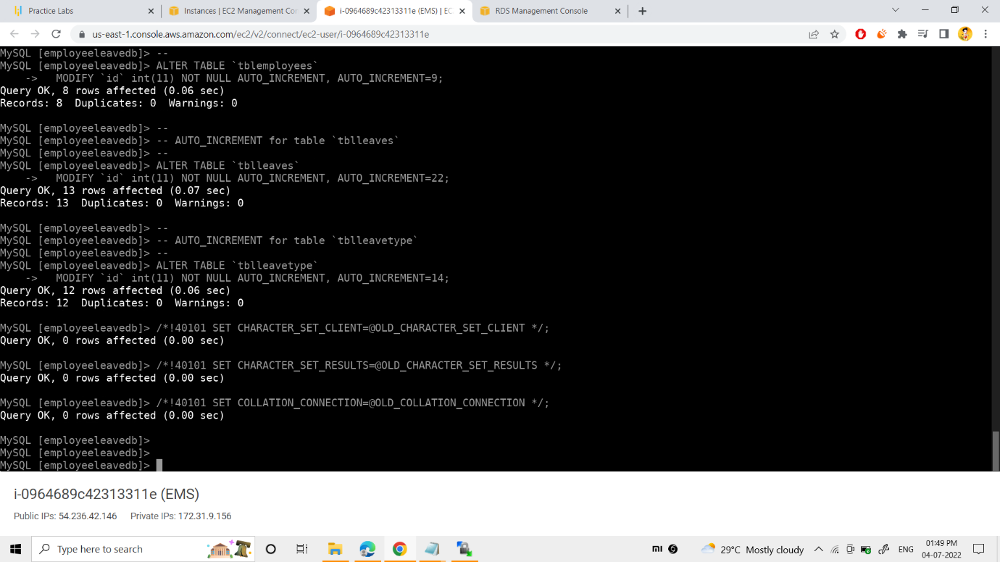 Practice Labs
Instances | EC2 Management Cor
i-0964689c42313311e (EMS) | EC
RDS Management Console
us-east-1.console.aws.amazon.com/ec2/v2/connect/ec2-user/i-0964689c42313311e
MySQL [employeeleavedb]> --
MySQL [employeeleavedb]> ALTER TABLE `tblemployees`
    ->   MODIFY `id` int(11) NOT NULL AUTO_INCREMENT, AUTO_INCREMENT=9;
Query OK, 8 rows affected (0.06 sec)
Records: 8  Duplicates: 0  Warnings: 0
MySQL [employeeleavedb]> --
MySQL [employeeleavedb]> -- AUTO_INCREMENT for table `tblleaves`
MySQL [employeeleavedb]> --
MySQL [employeeleavedb]> ALTER TABLE `tblleaves`
    ->   MODIFY `id` int(11) NOT NULL AUTO_INCREMENT, AUTO_INCREMENT=22;
Query OK, 13 rows affected (0.07 sec)
Records: 13  Duplicates: 0  Warnings: 0
MySQL [employeeleavedb]> --
MySQL [employeeleavedb]> -- AUTO_INCREMENT for table `tblleavetype`
MySQL [employeeleavedb]> --
MySQL [employeeleavedb]> ALTER TABLE `tblleavetype`
    ->   MODIFY `id` int(11) NOT NULL AUTO_INCREMENT, AUTO_INCREMENT=14;
Query OK, 12 rows affected (0.06 sec)
Records: 12  Duplicates: 0  Warnings: 0
MySQL [employeeleavedb]> /*!40101 SET CHARACTER_SET_CLIENT=@OLD_CHARACTER_SET_CLIENT */;
Query OK, 0 rows affected (0.00 sec)
MySQL [employeeleavedb]> /*!40101 SET CHARACTER_SET_RESULTS=@OLD_CHARACTER_SET_RESULTS */;
Query OK, 0 rows affected (0.00 sec)
MySQL [employeeleavedb]> /*!40101 SET COLLATION_CONNECTION=@OLD_COLLATION_CONNECTION */;
Query OK, 0 rows affected (0.00 sec)
MySQL [employeeleavedb]>
MySQL [employeeleavedb]>
MySQL [employeeleavedb]>
i-0964689c42313311e (EMS)
Public IPs: 54.236.42.146 Private IPs: 172.31.9.156
Type here to search
29°C Mostly cloudy
ENG
01:49 PM
04-07-2022